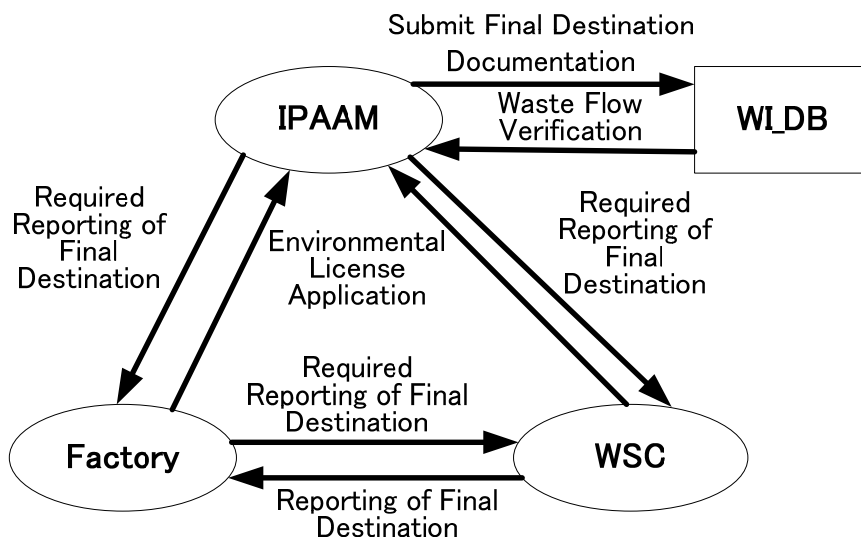 Submit Final Destination
Documentation
IPAAM
Waste Flow
Verification
WI_DB
Required
Reporting of
Final
Destination
Environmental
License
Application
Required
Reporting of
Final
Destination
Required
Reporting of Final
Destination
Factory
WSC
Reporting of Final
Destination